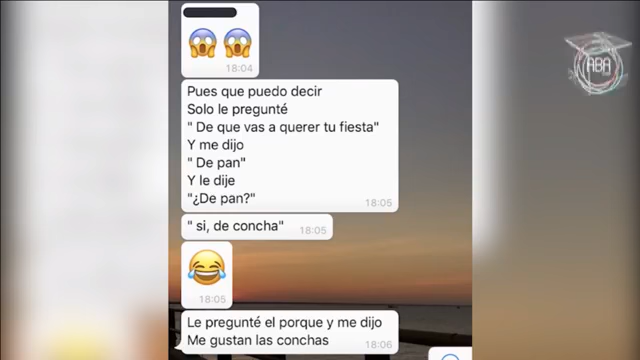 ABA
😱 😱
18:04
Pues que puedo decir
Solo le pregunté
" De que vas a querer tu fiesta"
Y me dijo
" De pan"
Y le dije
"¿De pan?"
18:05
" si, de concha"
18:05
😂
18:05
Le pregunté el porque y me dijo
Me gustan las conchas
18:06